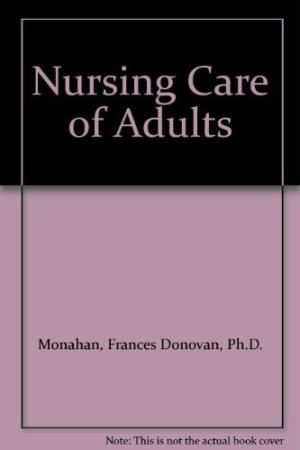 Nursing Care
of Adults
Monahan, Frances Donovan, Ph.D.
Note: This is not the actual book cover